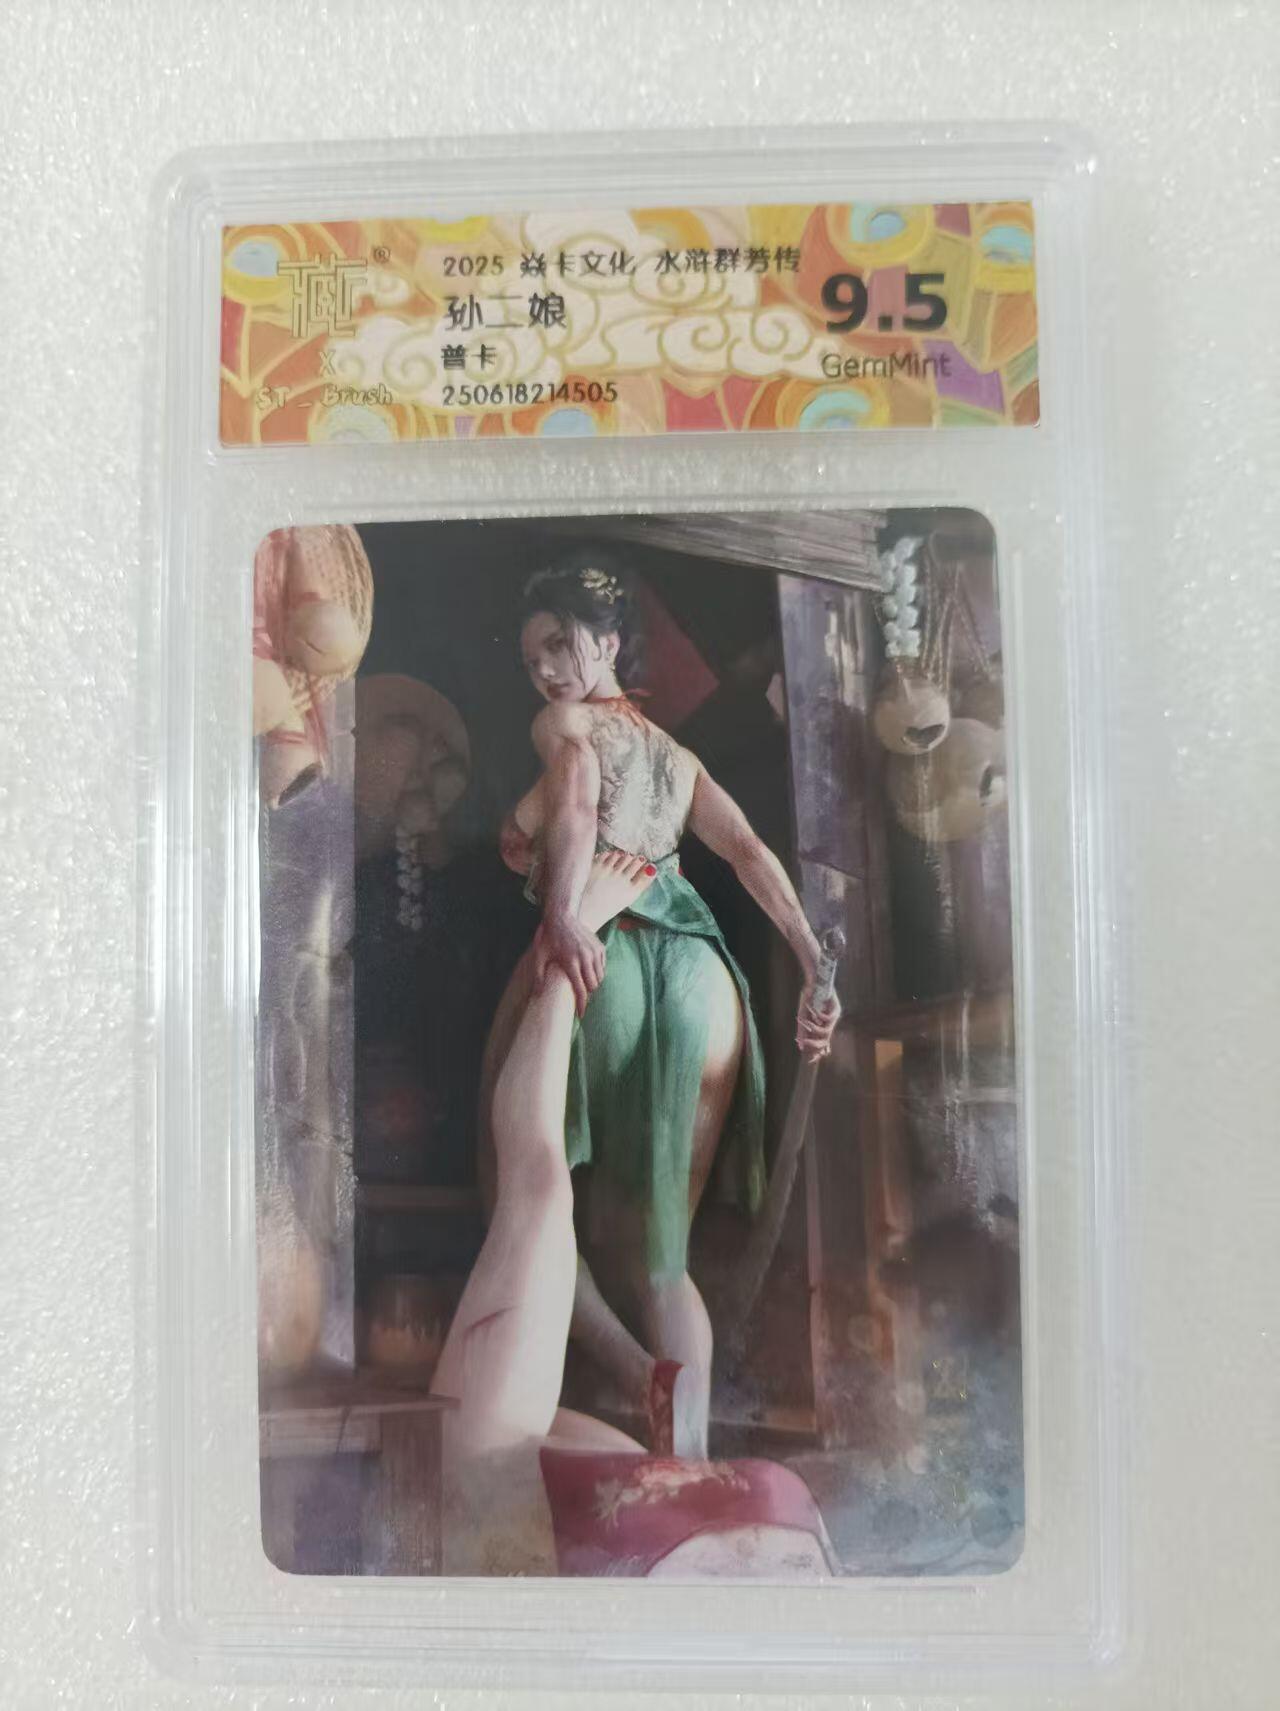 藏®
X
ST_Brush
2025 焱卡文化 水浒群芳传
孙二娘
普卡
250618214505
9.5
GemMint